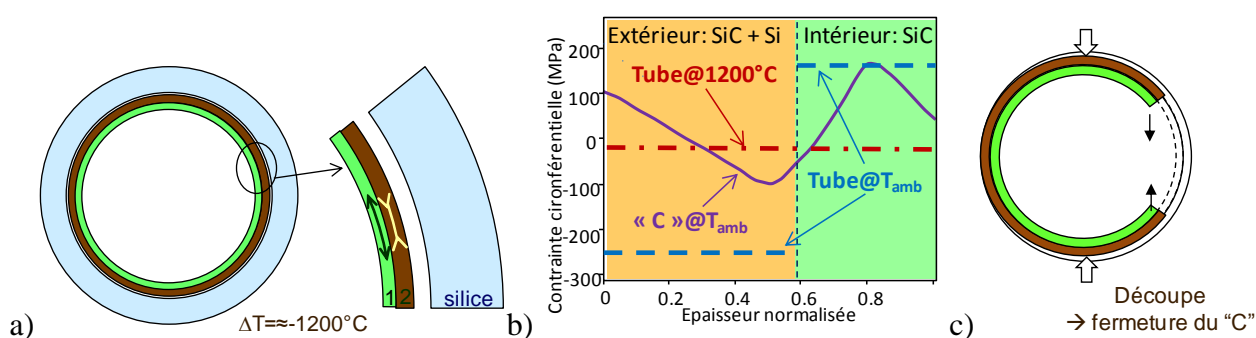 a)
1 2
silice
ΔT=≈-1200°C
b)
Contrainte cironférentielle (MPa)
200
100
0
-100
-200
-300
Extérieur: SiC + Si
Intérieur: SiC
Tube@1200°C
Tube@Tamb
« C »@Tamb
0 0.2 0.4 0.6 0.8
Epaisseur normalisée
c)
Découpe
→ fermeture du “C”